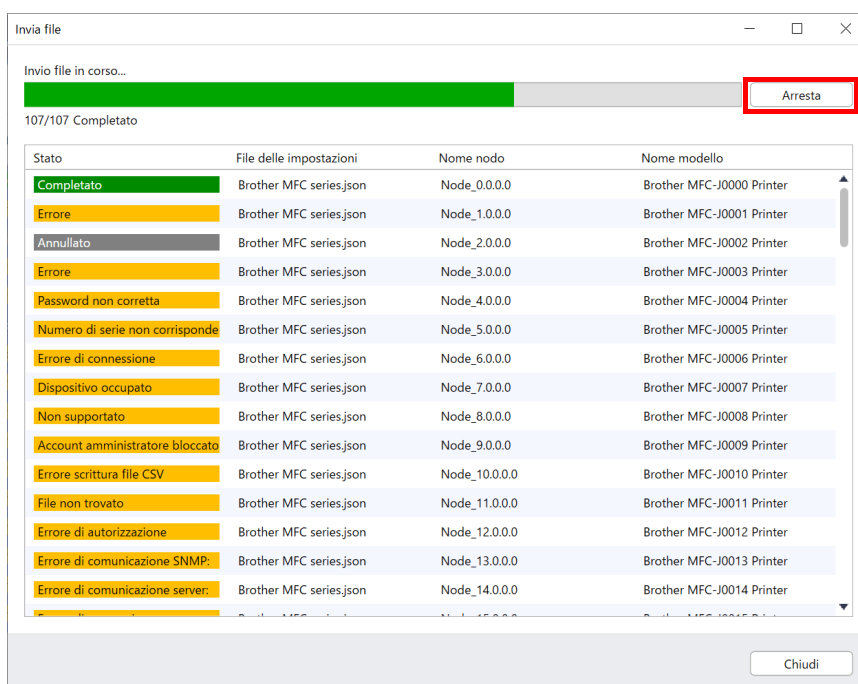 Invia file
Invio file in corso...
Arresta
107/107 Completato
Stato File delle impostazioni Nome nodo Nome modello
Completato Brother MFC series.json Node_0.0.0.0 Brother MFC-J0000 Printer
Errore Brother MFC series.json Node_1.0.0.0 Brother MFC-J0001 Printer
Annullato Brother MFC series.json Node_2.0.0.0 Brother MFC-J0002 Printer
Errore Brother MFC series.json Node_3.0.0.0 Brother MFC-J0003 Printer
Password non corretta Brother MFC series.json Node_4.0.0.0 Brother MFC-J0004 Printer
Numero di serie non corrisponde Brother MFC series.json Node_5.0.0.0 Brother MFC-J0005 Printer
Errore di connessione Brother MFC series.json Node_6.0.0.0 Brother MFC-J0006 Printer
Dispositivo occupato Brother MFC series.json Node_7.0.0.0 Brother MFC-J0007 Printer
Non supportato Brother MFC series.json Node_8.0.0.0 Brother MFC-J0008 Printer
Account amministratore bloccato Brother MFC series.json Node_9.0.0.0 Brother MFC-J0009 Printer
Errore scrittura file CSV Brother MFC series.json Node_10.0.0.0 Brother MFC-J0010 Printer
File non trovato Brother MFC series.json Node_11.0.0.0 Brother MFC-J0011 Printer
Errore di autorizzazione Brother MFC series.json Node_12.0.0.0 Brother MFC-J0012 Printer
Errore di comunicazione SNMP: Brother MFC series.json Node_13.0.0.0 Brother MFC-J0013 Printer
Errore di comunicazione server: Brother MFC series.json Node_14.0.0.0 Brother MFC-J0014 Printer
Chiudi